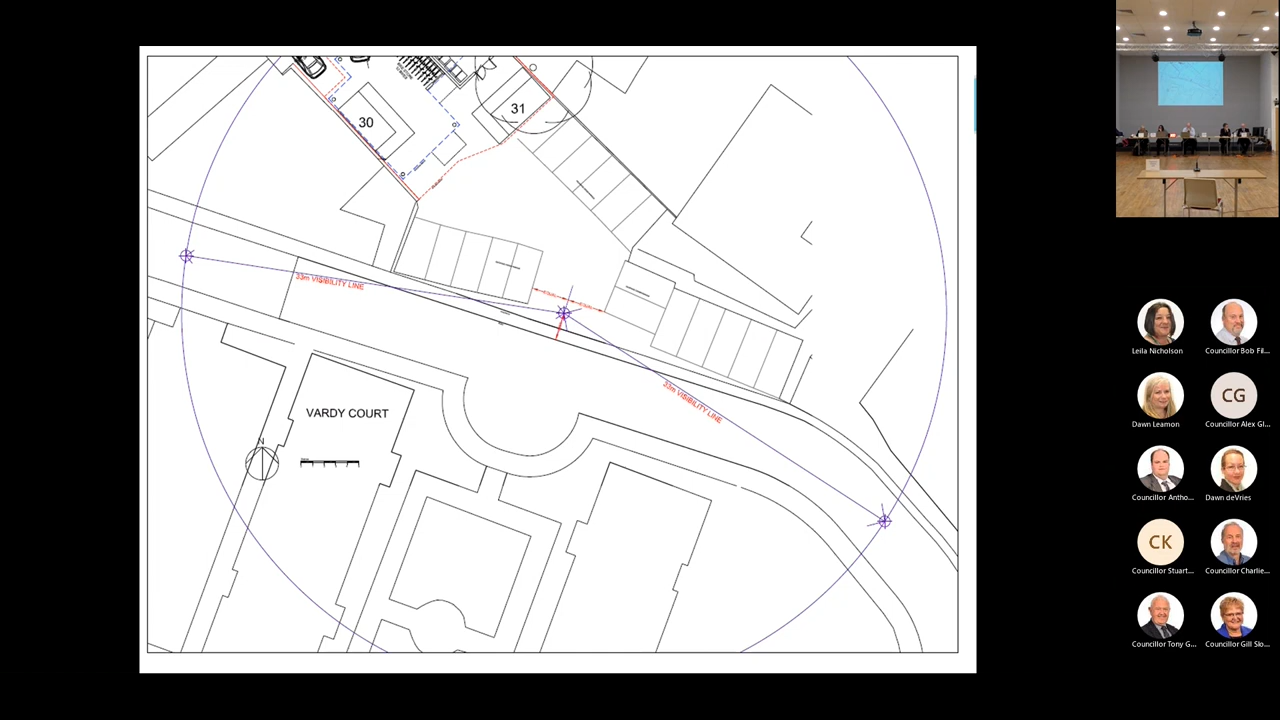 30
31
33m VISIBILITY LINE
33m VISIBILITY LINE
VARDY COURT
N
Leila Nicholson
Councillor Bob Fil...
Dawn Leamon
CG
Councillor Alex Gl...
Councillor Antho...
Dawn deVries
CK
Councillor Stuart...
Councillor Charlie...
Councillor Tony G...
Councillor Gill Slo...